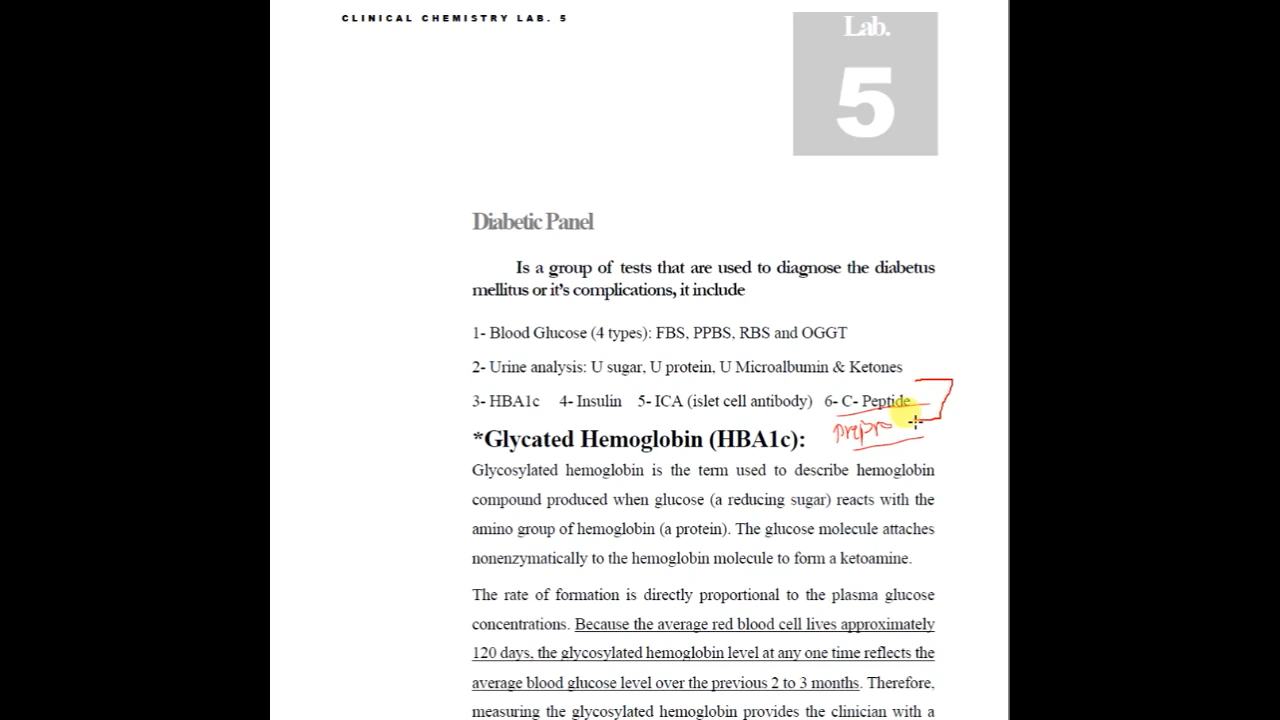 CLINICAL CHEMISTRY LAB. 5
Lab.
5
Diabetic Panel
Is a group of tests that are used to diagnose the diabetus
mellitus or it's complications, it include
1- Blood Glucose (4 types): FBS, PPBS, RBS and OGGT
2- Urine analysis: U sugar, U protein, U Microalbumin & Ketones
3- HBA1c 4- Insulin 5- ICA (islet cell antibody) 6- C- Peptide
prepro
*Glycated Hemoglobin (HBA1c):
Glycosylated hemoglobin is the term used to describe hemoglobin
compound produced when glucose (a reducing sugar) reacts with the
amino group of hemoglobin (a protein). The glucose molecule attaches
nonenzymatically to the hemoglobin molecule to form a ketoamine.
The rate of formation is directly proportional to the plasma glucose
concentrations. Because the average red blood cell lives approximately
120 days, the glycosylated hemoglobin level at any one time reflects the
average blood glucose level over the previous 2 to 3 months. Therefore,
measuring the glycosylated hemoglobin provides the clinician with a